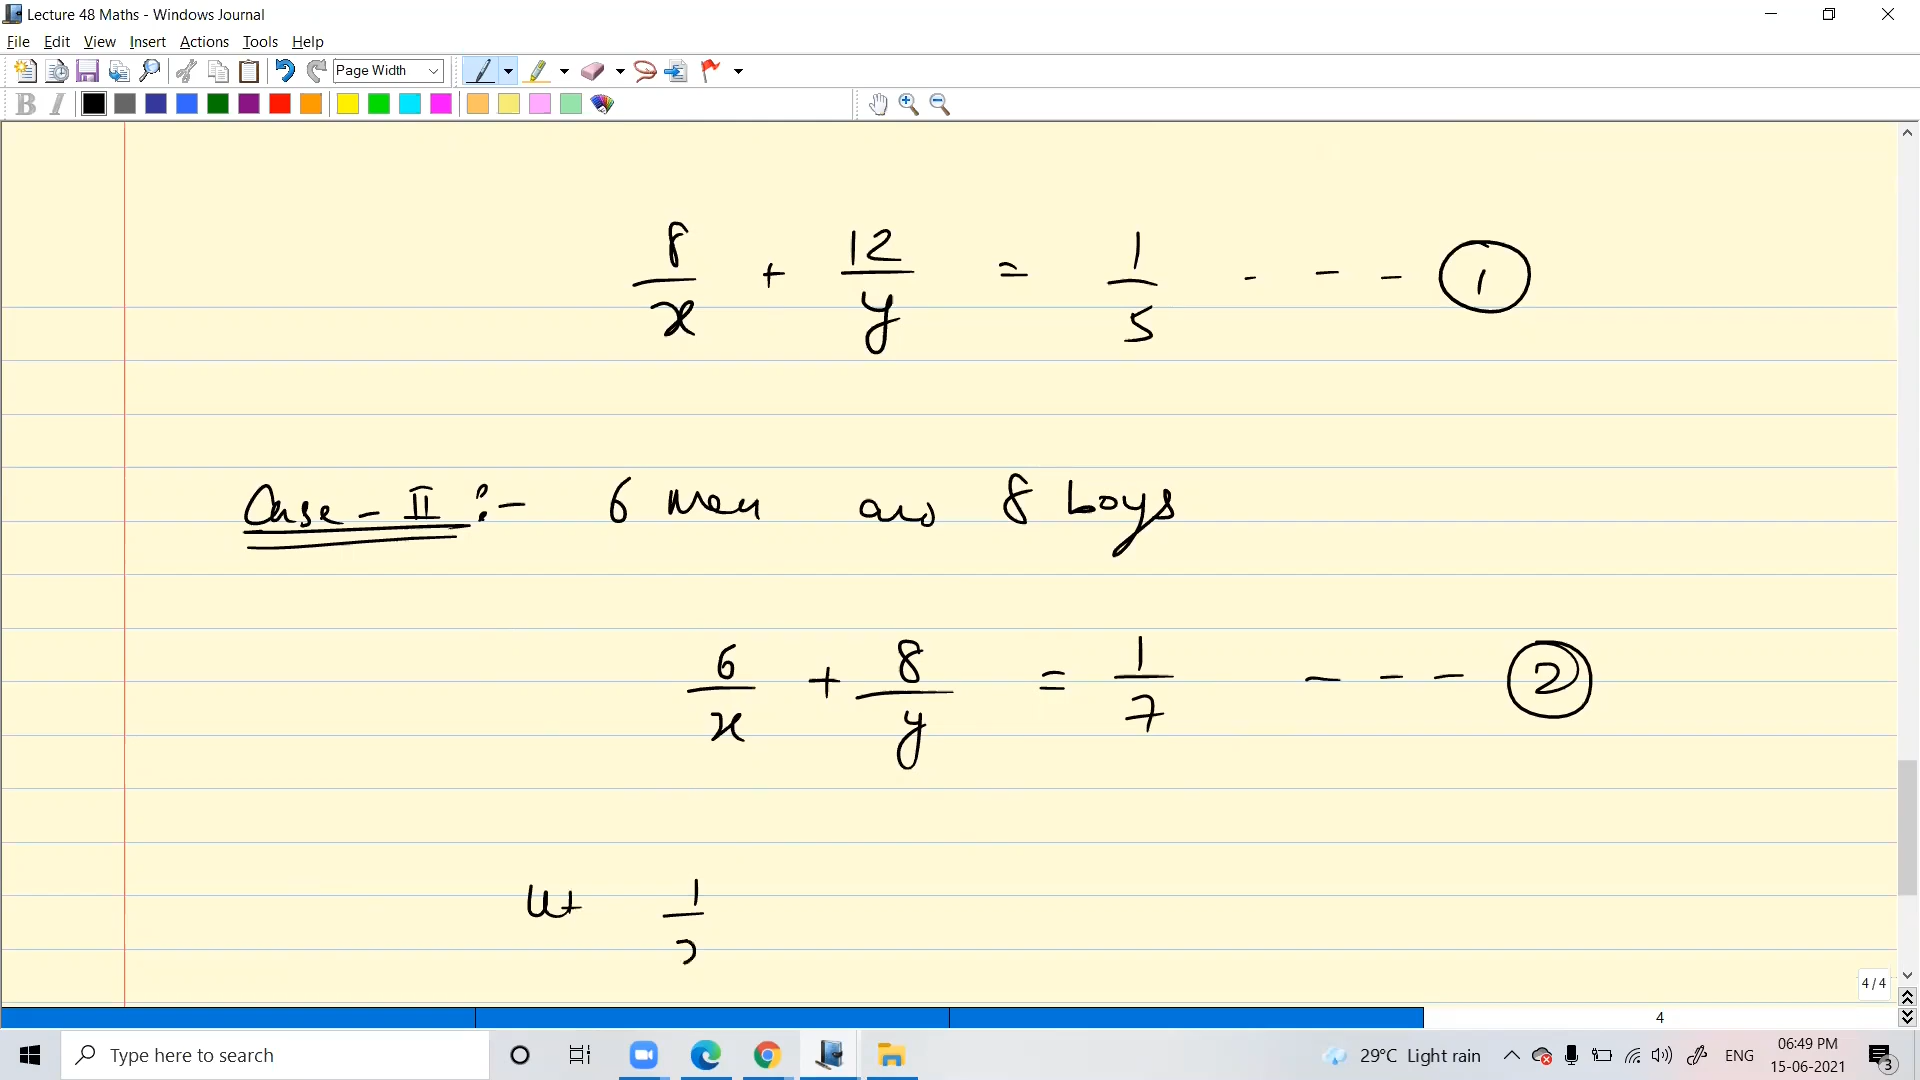 Lecture 48 Maths - Windows Journal
File Edit View Insert Actions Tools Help
Page Width
B I
8/x + 12/y = 1/5 - - - 1
Case - II :- 6 Men and 8 boys
6/x + 8/y = 1/7 - - - 2
let 1/
4 / 4
4
Type here to search
29°C Light rain
ENG
06:49 PM
15-06-2021
3